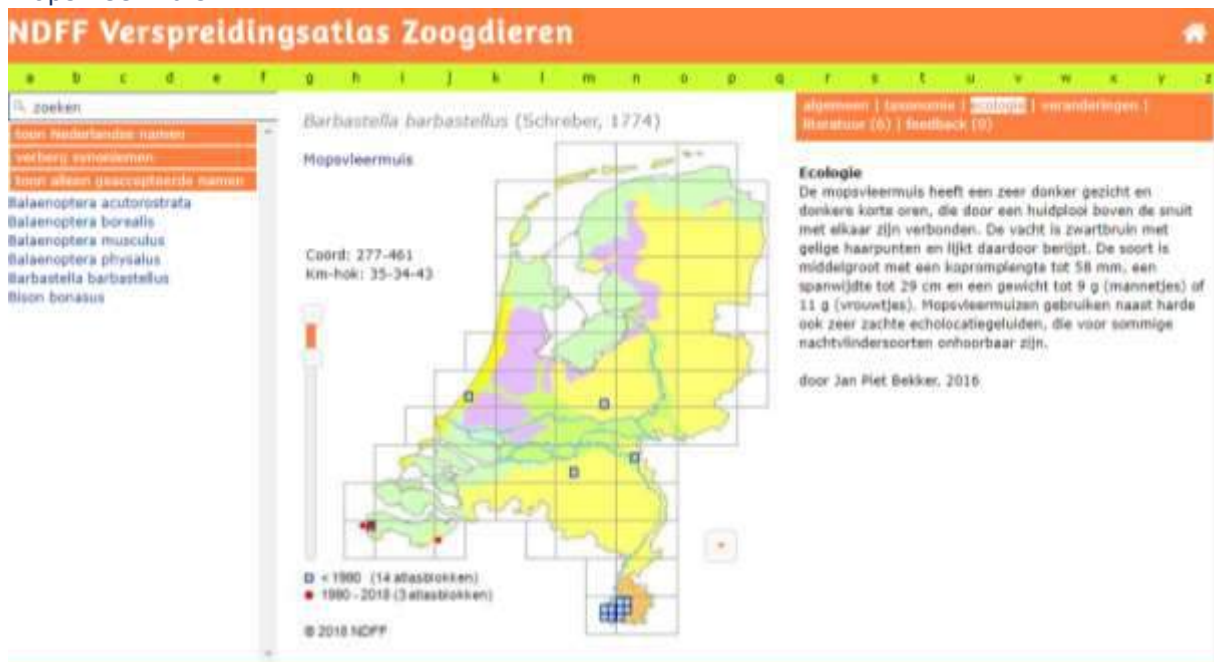 NDFF Verspreidingsatlas Zoogdieren
a b c d e f g h i j k l m n o p q r s t u v w x y z
zoeken
toon Nederlandse namen
verberg synoniemen
toon alleen geaccepteerde namen
Balaenoptera acutorostrata
Balaenoptera borealis
Balaenoptera musculus
Balaenoptera physalus
Barbastella barbastellus
Bison bonasus
Barbastella barbastellus (Schreber, 1774)
Mopsvleermuis
Coörd: 277-461
Km-hok: 35-34-43
< 1980 (14 atlasblokken)
1980 - 2018 (3 atlasblokken)
© 2018 NDFF
algemeen | taxonomie | ecologie | veranderingen |
literatuur (6) | feedback (0)
Ecologie
De mopsvleermuis heeft een zeer donker gezicht en
donkere korte oren, die door een huidplooi boven de snuit
met elkaar zijn verbonden. De vacht is zwartbruin met
gelige haarpunten en lijkt daardoor berijpt. De soort is
middelgroot met een kopromplengte tot 58 mm, een
spanwijdte tot 29 cm en een gewicht tot 9 g (mannetjes) of
11 g (vrouwtjes). Mopsvleermuizen gebruiken naast harde
ook zeer zachte echolocatiegeluiden, die voor sommige
nachtvlindersoorten onhoorbaar zijn.
door Jan Piet Bekker, 2016